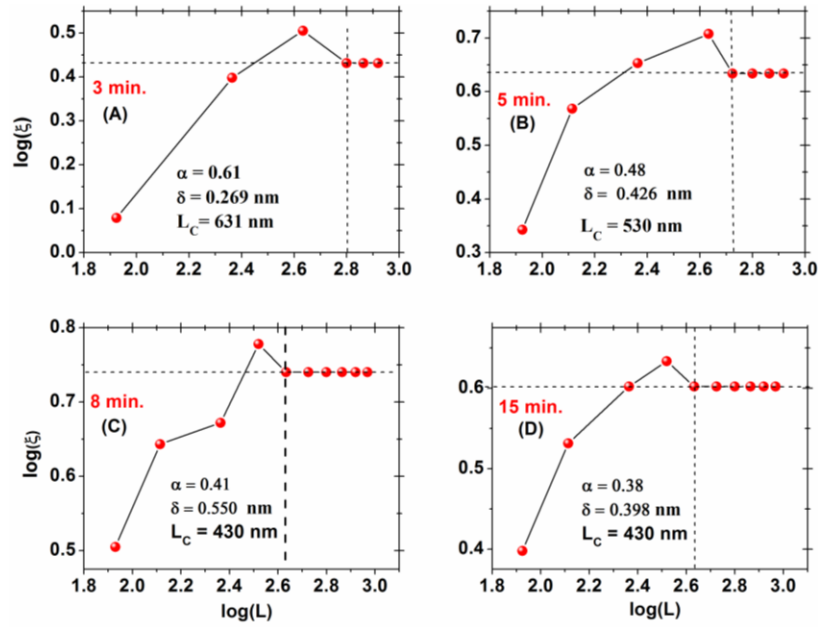 0.5
0.4
0.3
0.2
0.1
0.0
log(ξ)
3 min.
(A)
α = 0.61
δ = 0.269 nm
L_C = 631 nm
1.8 2.0 2.2 2.4 2.6 2.8 3.0
0.7
0.6
0.5
0.4
0.3
5 min.
(B)
α = 0.48
δ = 0.426 nm
L_C = 530 nm
1.8 2.0 2.2 2.4 2.6 2.8 3.0
0.8
0.7
0.6
0.5
log(ξ)
8 min.
(C)
α = 0.41
δ = 0.550 nm
L_C = 430 nm
1.8 2.0 2.2 2.4 2.6 2.8 3.0
log(L)
0.6
0.5
0.4
15 min.
(D)
α = 0.38
δ = 0.398 nm
L_C = 430 nm
1.8 2.0 2.2 2.4 2.6 2.8 3.0
log(L)